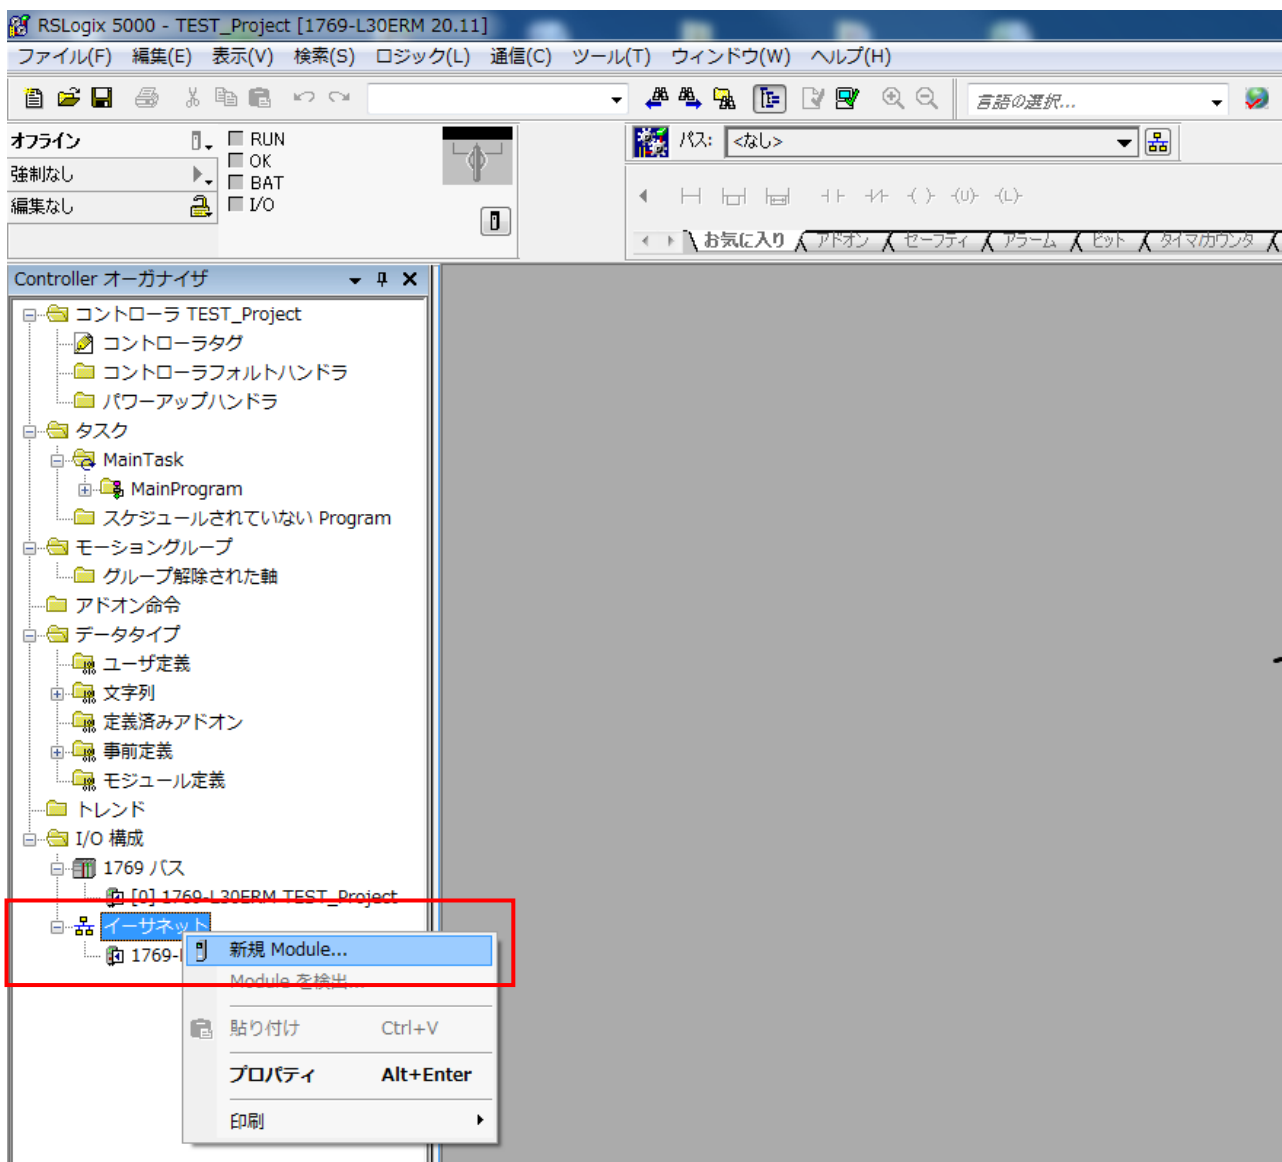 RSLogix 5000 - TEST_Project [1769-L30ERM 20.11]
ファイル(F) 編集(E) 表示(V) 検索(S) ロジック(L) 通信(C) ツール(T) ウィンドウ(W) ヘルプ(H)
言語の選択...
オフライン
RUN
OK
BAT
I/O
強制なし
編集なし
パス: <なし>
お気に入り アドオン セーフティ アラーム ビット タイマ/カウンタ
Controller オーガナイザ
コントローラ TEST_Project
コントローラタグ
コントローラフォルトハンドラ
パワーアップハンドラ
タスク
MainTask
MainProgram
スケジュールされていない Program
モーショングループ
グループ解除された軸
アドオン命令
データタイプ
ユーザ定義
文字列
定義済みアドオン
事前定義
モジュール定義
トレンド
I/O 構成
1769 バス
[0] 1769-L30ERM TEST_Project
イーサネット
1769-
新規 Module...
Module を検出...
貼り付け Ctrl+V
プロパティ Alt+Enter
印刷